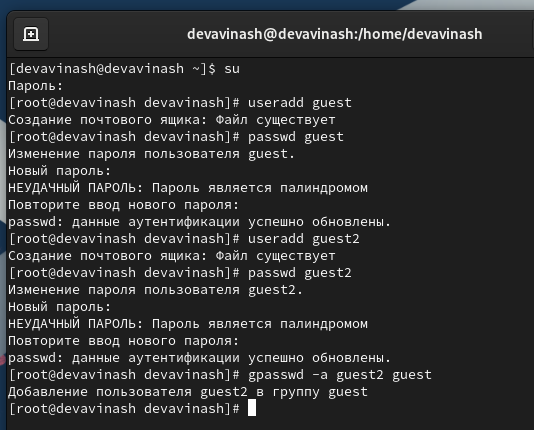 devavinash@devavinash:/home/devavinash
[devavinash@devavinash ~]$ su
Пароль:
[root@devavinash devavinash]# useradd guest
Создание почтового ящика: Файл существует
[root@devavinash devavinash]# passwd guest
Изменение пароля пользователя guest.
Новый пароль:
НЕУДАЧНЫЙ ПАРОЛЬ: Пароль является палиндромом
Повторите ввод нового пароля:
passwd: данные аутентификации успешно обновлены.
[root@devavinash devavinash]# useradd guest2
Создание почтового ящика: Файл существует
[root@devavinash devavinash]# passwd guest2
Изменение пароля пользователя guest2.
Новый пароль:
НЕУДАЧНЫЙ ПАРОЛЬ: Пароль является палиндромом
Повторите ввод нового пароля:
passwd: данные аутентификации успешно обновлены.
[root@devavinash devavinash]# gpasswd -a guest2 guest
Добавление пользователя guest2 в группу guest
[root@devavinash devavinash]#